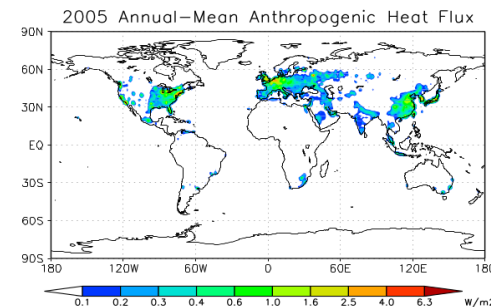 2005 Annual-Mean Anthropogenic Heat Flux
90N
60N
30N
EQ
30S
60S
90S
180 120W 60W 0 60E 120E 180
0.1 0.2 0.3 0.4 0.6 1.0 1.6 2.5 4.0 6.3 W/m2